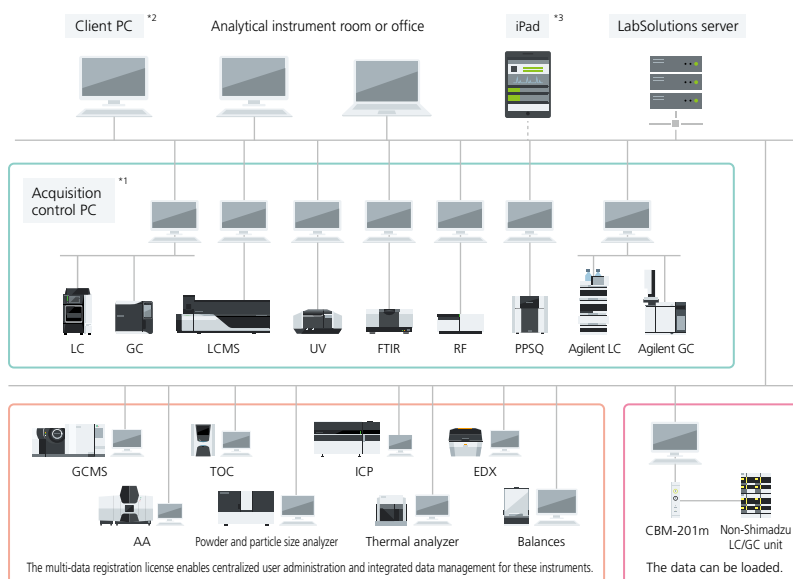 Client PC *2
Analytical instrument room or office
iPad *3
LabSolutions server
Acquisition
control PC *1
LC
GC
LCMS
UV
FTIR
RF
PPSQ
Agilent LC
Agilent GC
GCMS
TOC
ICP
EDX
AA
Powder and particle size analyzer
Thermal analyzer
Balances
The multi-data registration license enables centralized user administration and integrated data management for these instruments.
CBM-201m
Non-Shimadzu
LC/GC unit
The data can be loaded.